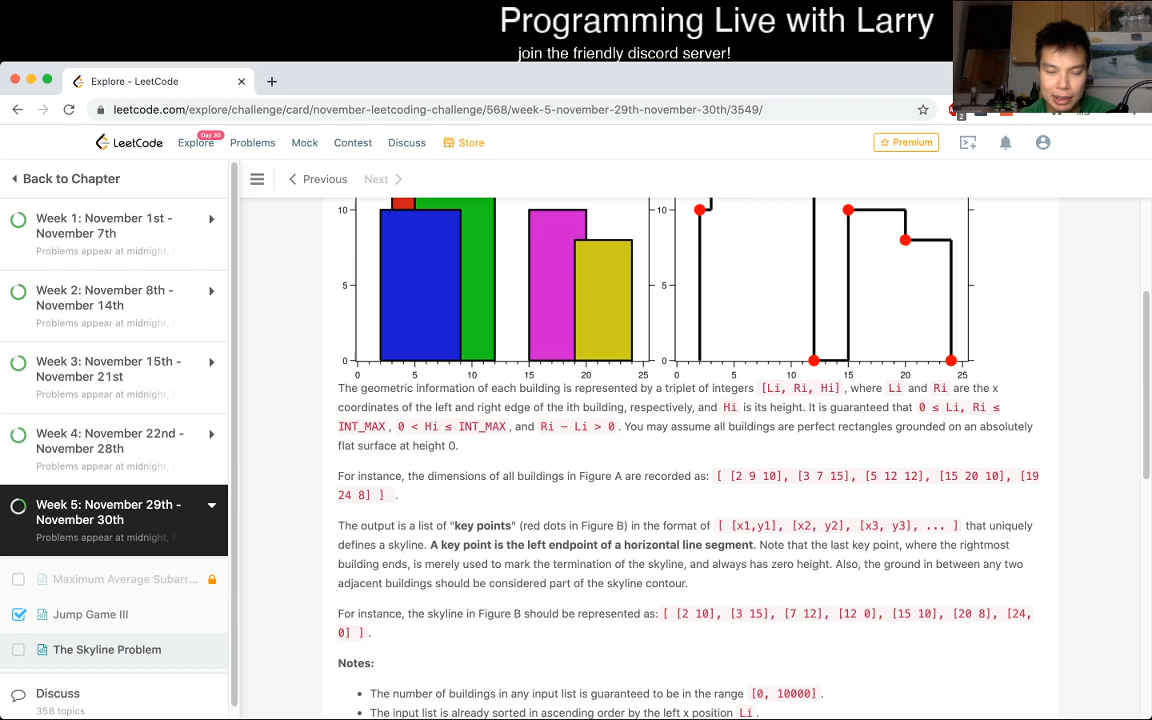 Programming Live with Larry
join the friendly discord server!
Explore - LeetCode
leetcode.com/explore/challenge/card/november-leetcoding-challenge/568/week-5-november-29th-november-30th/3549/
2
LeetCode Explore Day 30 Problems Mock Contest Discuss Store Premium
Back to Chapter
Previous Next
Week 1: November 1st -
November 7th
Problems appear at midnight,
Week 2: November 8th -
November 14th
Problems appear at midnight,
Week 3: November 15th -
November 21st
Problems appear at midnight,
Week 4: November 22nd -
November 28th
Problems appear at midnight,
Week 5: November 29th -
November 30th
Problems appear at midnight,
Maximum Average Subarr...
Jump Game III
The Skyline Problem
Discuss
358 topics
10 10
5 5
0 0
0 5 10 15 20 25 0 5 10 15 20 25
The geometric information of each building is represented by a triplet of integers [Li, Ri, Hi], where Li and Ri are the x
coordinates of the left and right edge of the ith building, respectively, and Hi is its height. It is guaranteed that 0 ≤ Li, Ri ≤
INT_MAX, 0 < Hi ≤ INT_MAX, and Ri − Li > 0. You may assume all buildings are perfect rectangles grounded on an absolutely
flat surface at height 0.
For instance, the dimensions of all buildings in Figure A are recorded as: [ [2 9 10], [3 7 15], [5 12 12], [15 20 10], [19
24 8] ] .
The output is a list of "key points" (red dots in Figure B) in the format of [ [x1,y1], [x2, y2], [x3, y3], ... ] that uniquely
defines a skyline. A key point is the left endpoint of a horizontal line segment. Note that the last key point, where the rightmost
building ends, is merely used to mark the termination of the skyline, and always has zero height. Also, the ground in between any two
adjacent buildings should be considered part of the skyline contour.
For instance, the skyline in Figure B should be represented as: [ [2 10], [3 15], [7 12], [12 0], [15 10], [20 8], [24,
0] ].
Notes:
• The number of buildings in any input list is guaranteed to be in the range [0, 10000].
• The input list is already sorted in ascending order by the left x position Li.